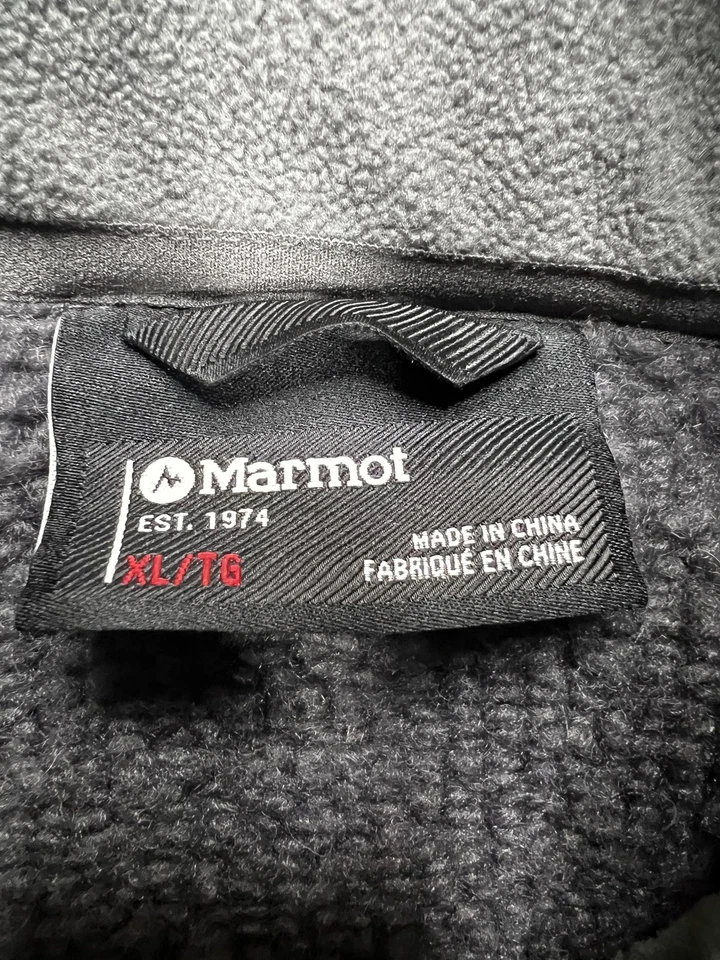 Marmot
EST. 1974
XL/TG
MADE IN CHINA
FABRIQUÉ EN CHINE